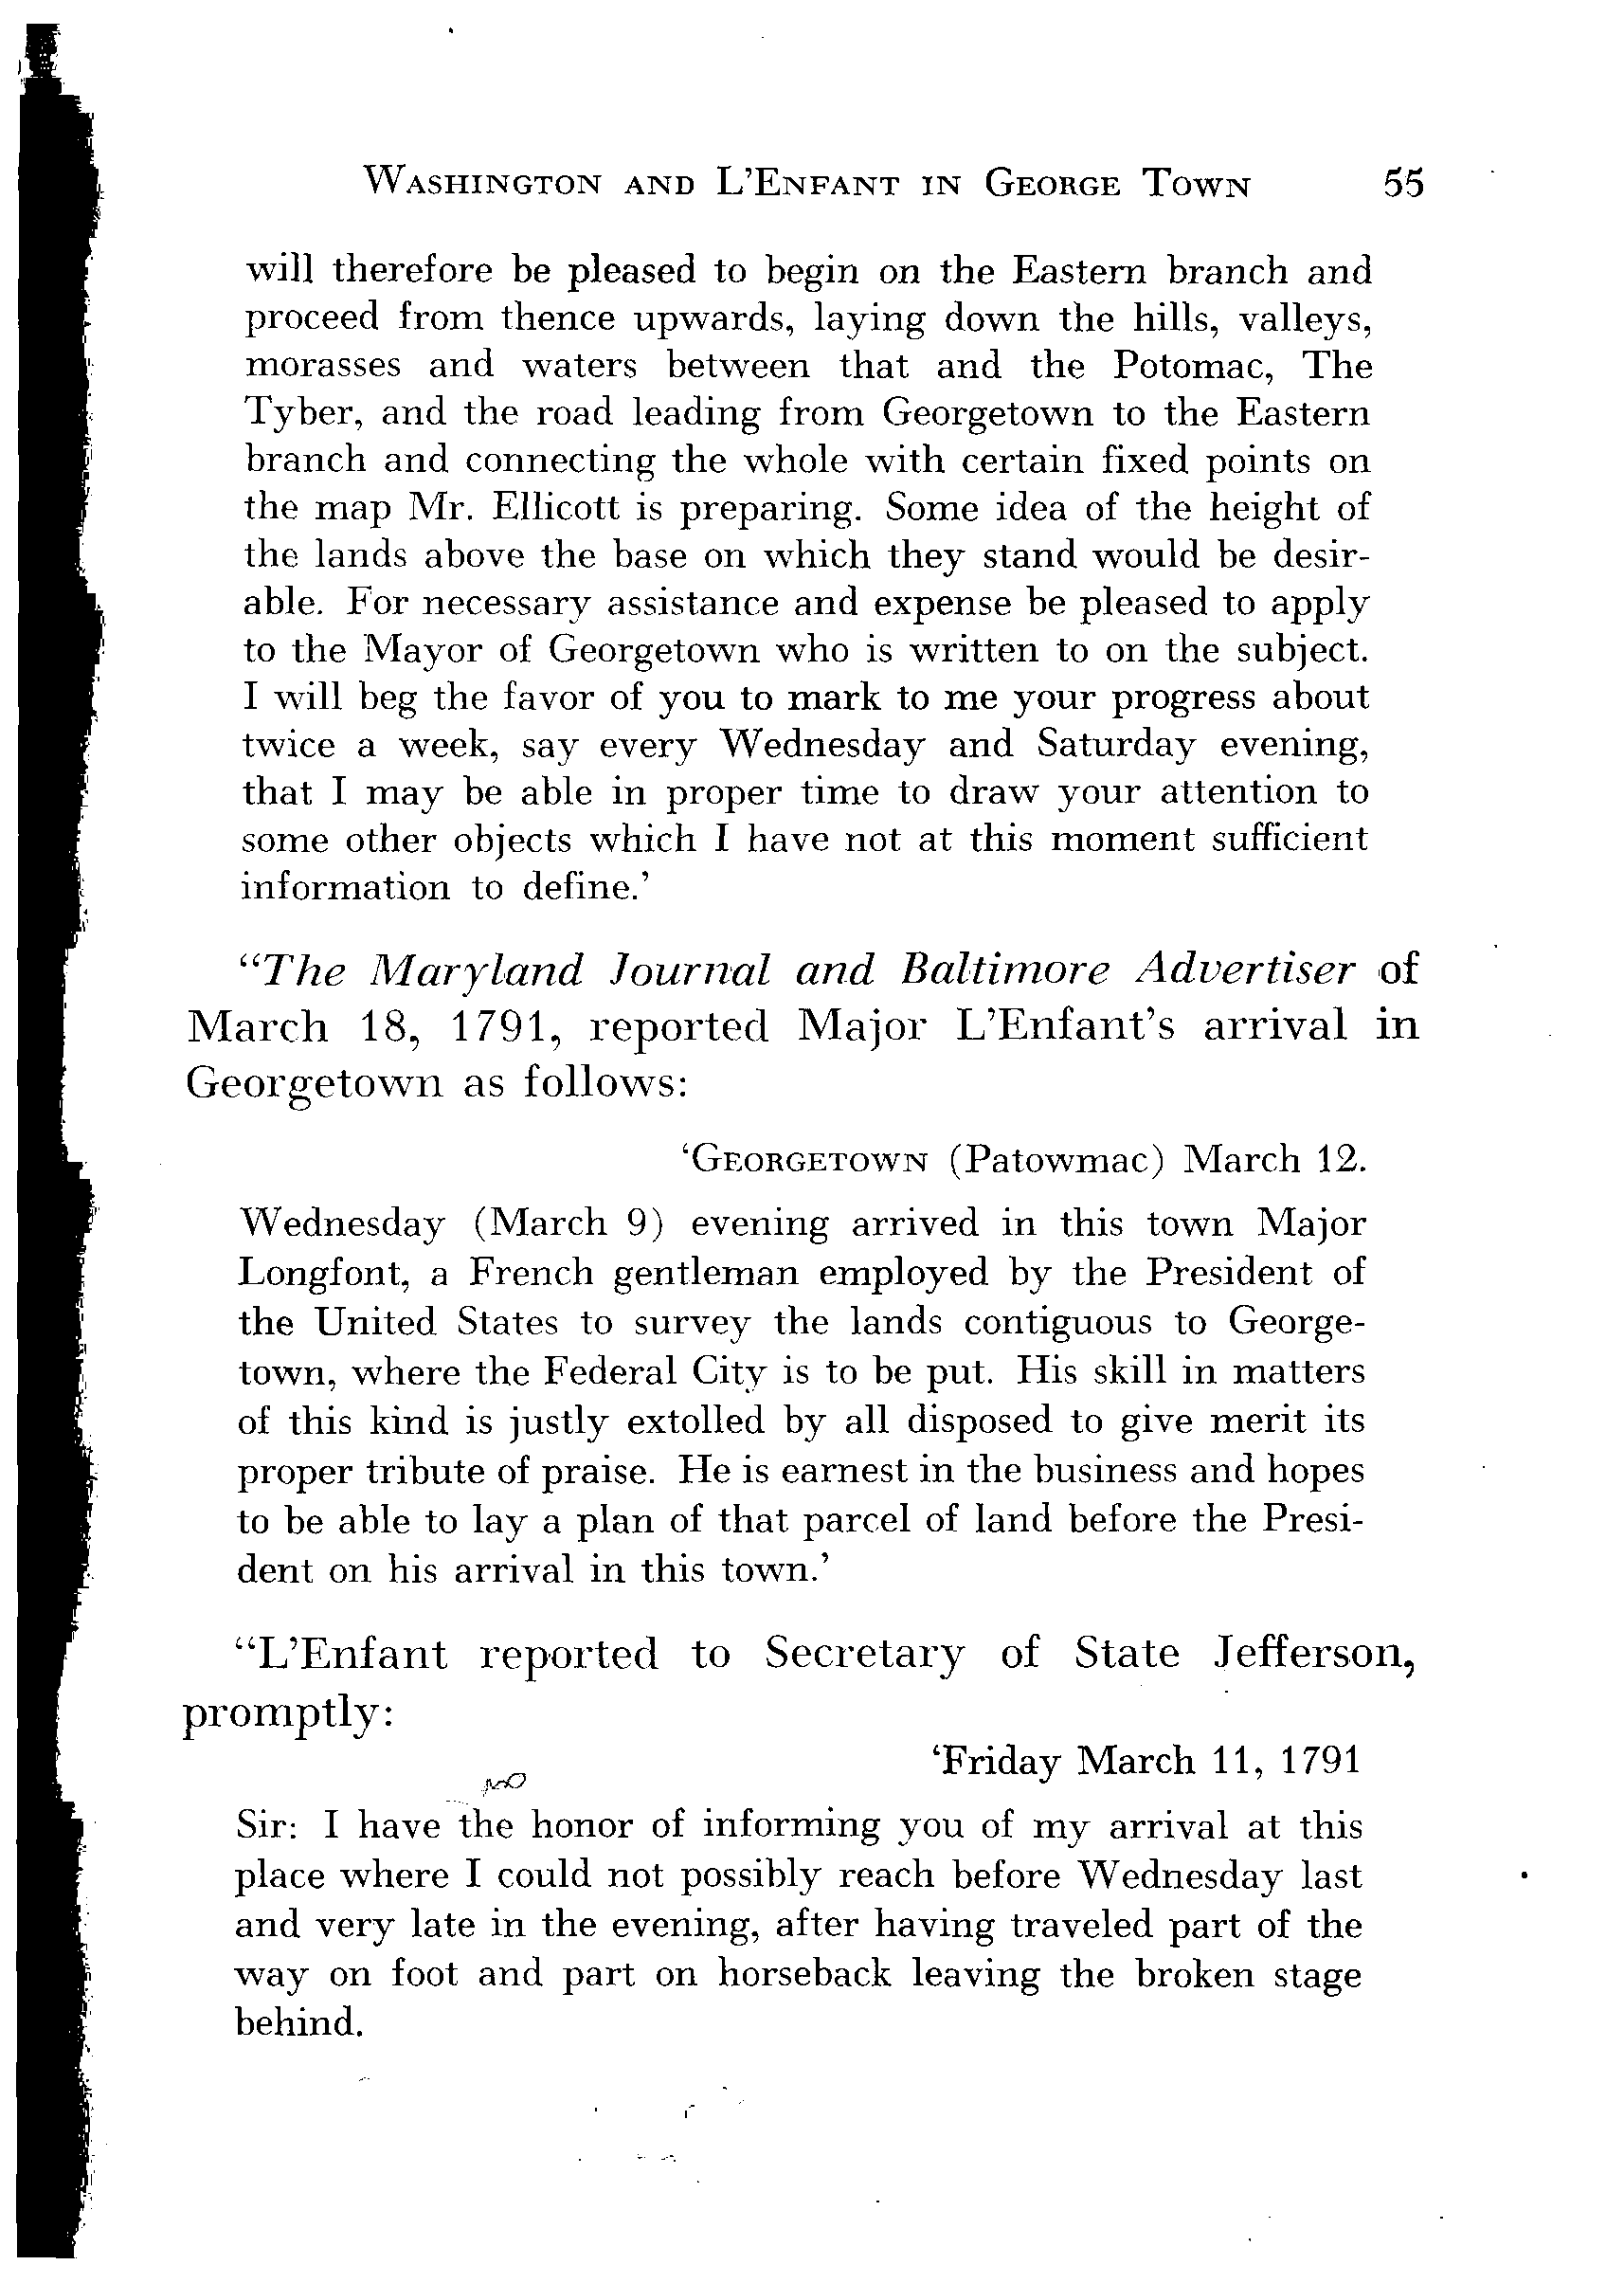 WASHINGTON AND L'ENFANT IN GEORGE TOWN 55
will therefore be pleased to begin on the Eastern branch and
proceed from thence upwards, laying down the hills, valleys,
morasses and waters between that and the Potomac, The
Tyber, and the road leading from Georgetown to the Eastern
branch and connecting the whole with certain fixed points on
the map Mr. Ellicott is preparing. Some idea of the height of
the lands above the base on which they stand would be desir-
able. For necessary assistance and expense be pleased to apply
to the Mayor of Georgetown who is written to on the subject.
I will beg the favor of you to mark to me your progress about
twice a week, say every Wednesday and Saturday evening,
that I may be able in proper time to draw your attention to
some other objects which I have not at this moment sufficient
information to define.'
"The Maryland Journal and Baltimore Advertiser of
March 18, 1791, reported Major L'Enfant's arrival in
Georgetown as follows:
'GEORGETOWN (Patowmac) March 12.
Wednesday (March 9) evening arrived in this town Major
Longfont, a French gentleman employed by the President of
the United States to survey the lands contiguous to George-
town, where the Federal City is to be put. His skill in matters
of this kind is justly extolled by all disposed to give merit its
proper tribute of praise. He is earnest in the business and hopes
to be able to lay a plan of that parcel of land before the Presi-
dent on his arrival in this town.'
"L'Enfant reported to Secretary of State Jefferson,
promptly:
'Friday March 11, 1791
Sir: I have the honor of informing you of my arrival at this
place where I could not possibly reach before Wednesday last
and very late in the evening, after having traveled part of the
way on foot and part on horseback leaving the broken stage
behind.